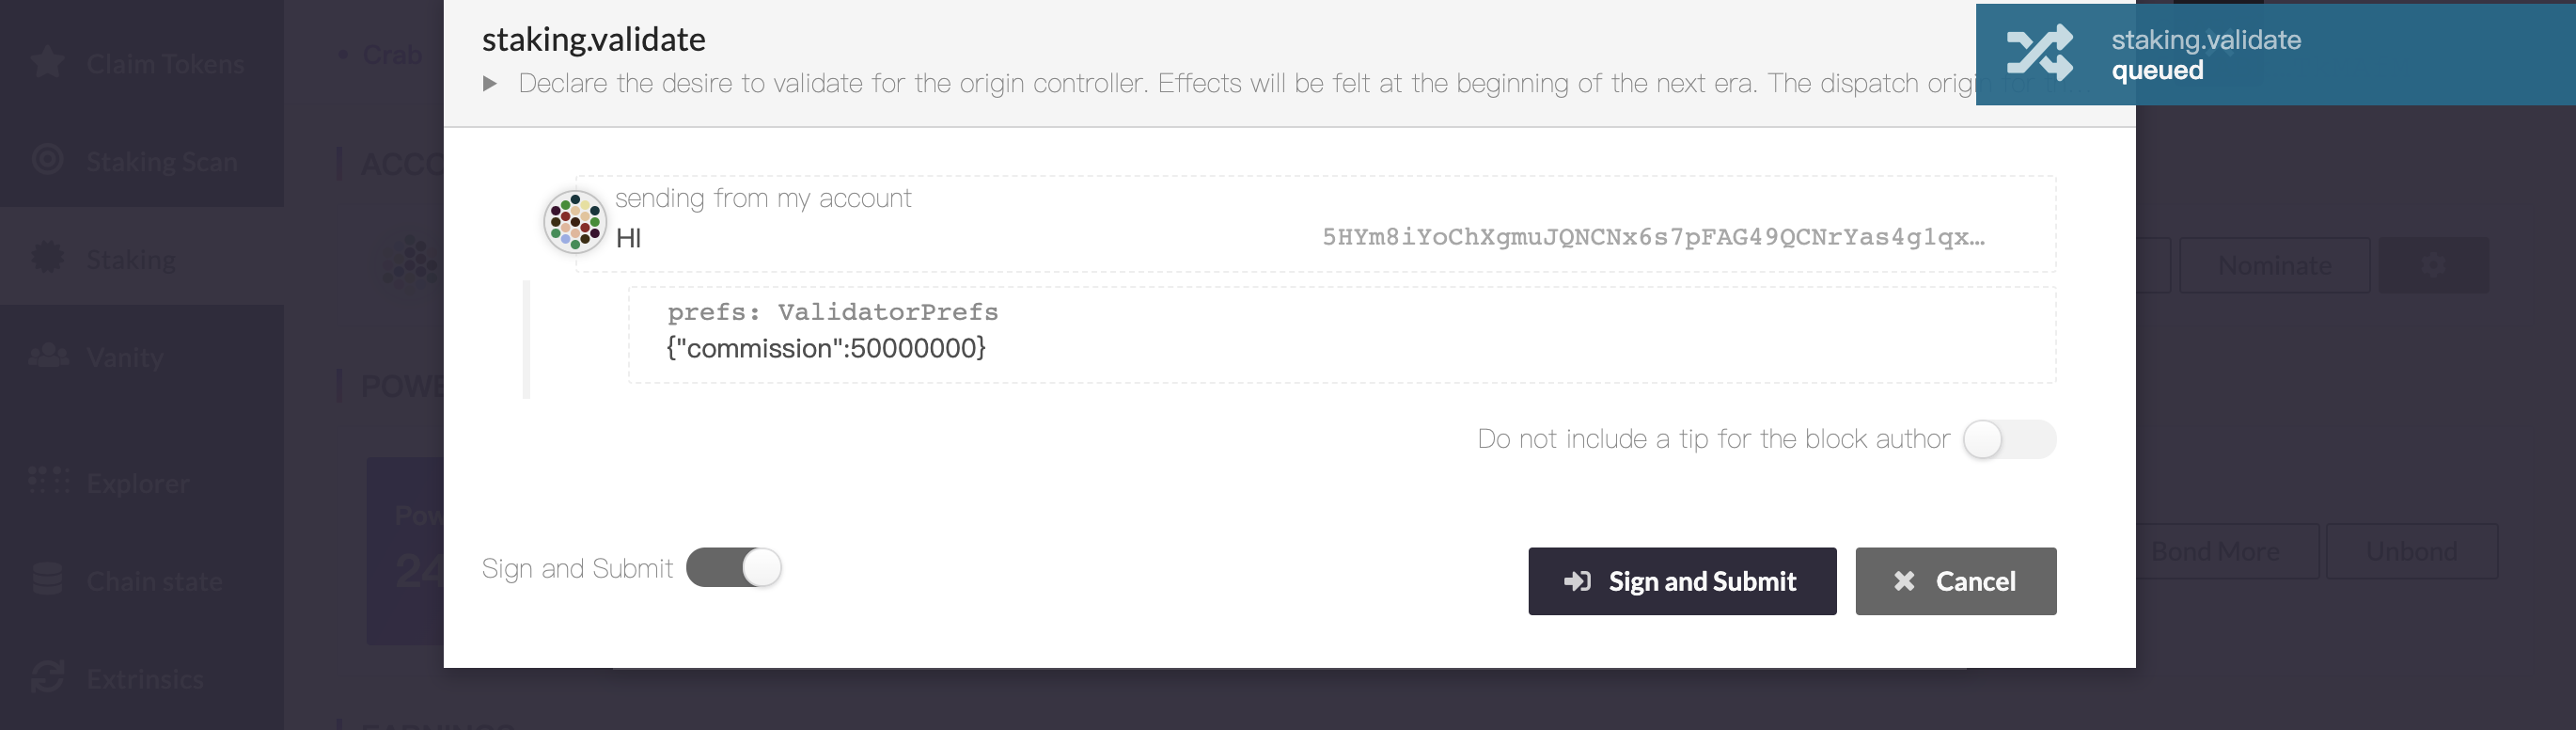 staking.validate
Declare the desire to validate for the origin controller. Effects will be felt at the beginning of the next era. The dispatch origi
staking.validate
queued
sending from my account
HI
5HYm8iYoChXgmuJQNCNx6s7pFAG49QCNrYas4g1qx…
prefs: ValidatorPrefs
{"commission":50000000}
Do not include a tip for the block author
Sign and Submit
Sign and Submit
Cancel
Claim Tokens
Staking Scan
Staking
Vanity
Explorer
Chain state
Extrinsics
Crab
ACCO
POWE
Pow
24
Nominate
Bond More
Unbond